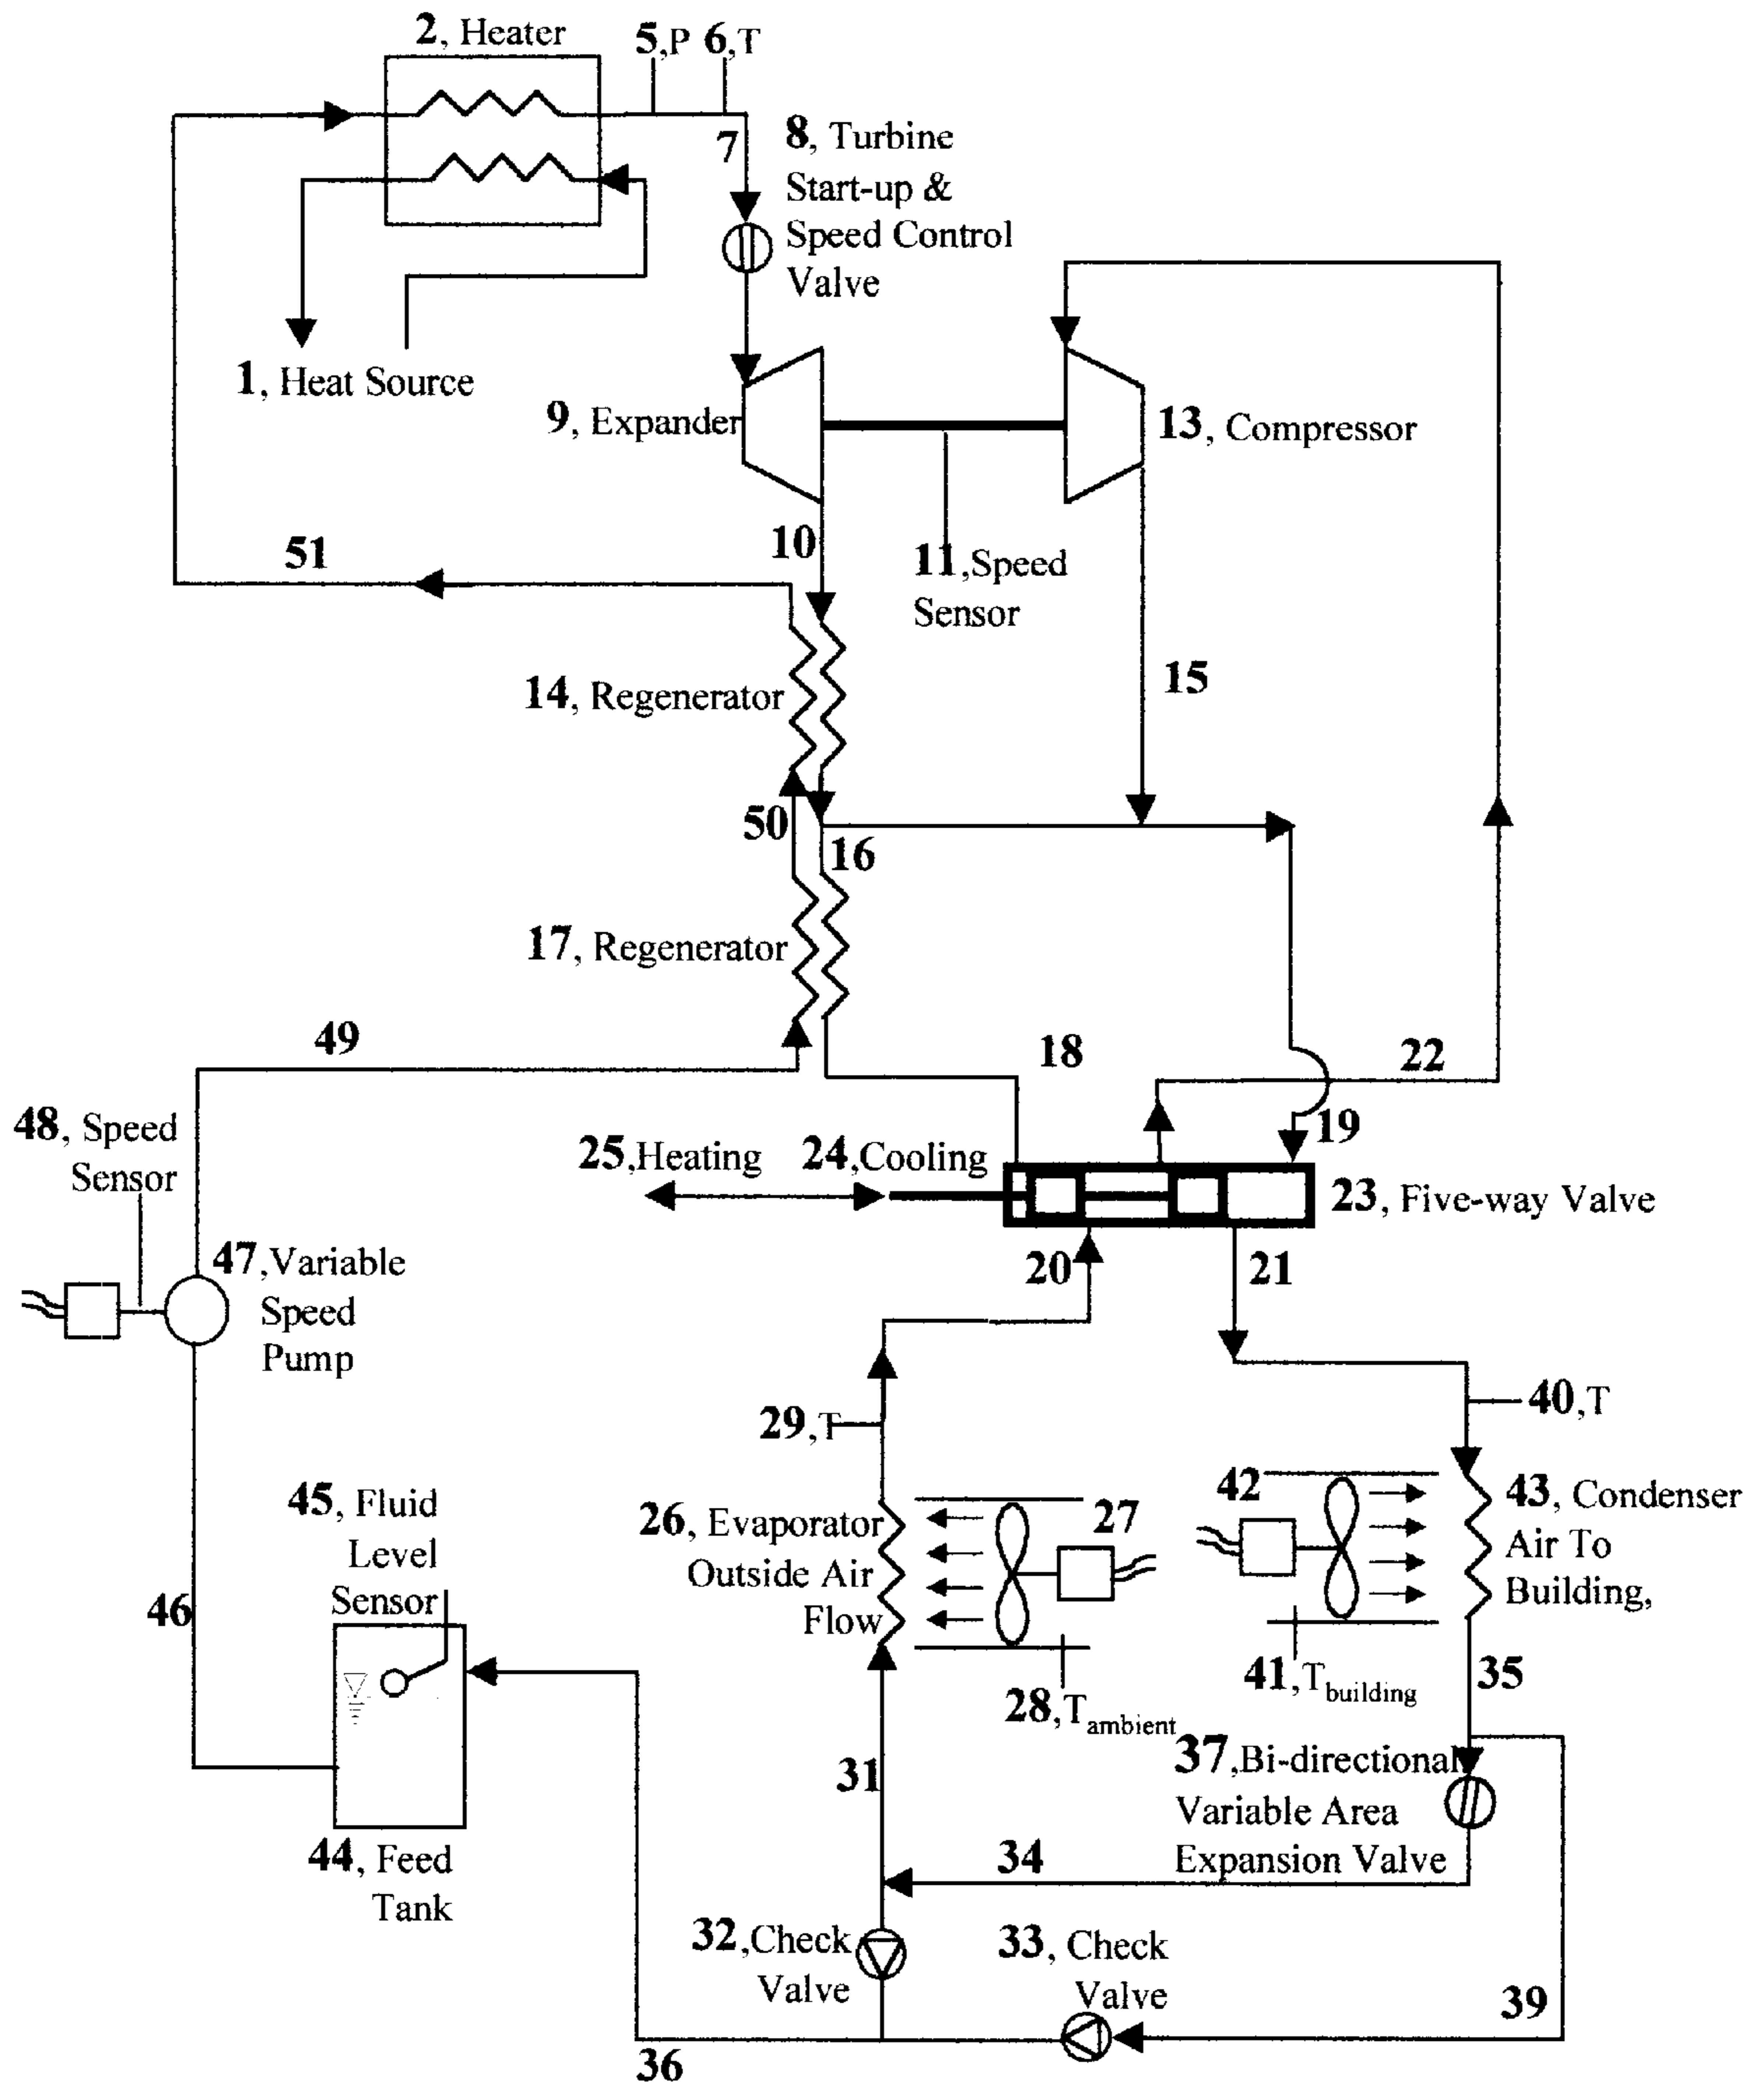 2, Heater
5,P 6,T
7
8, Turbine
Start-up &
Speed Control
Valve
1, Heat Source
9, Expander
13, Compressor
10
11,Speed
Sensor
51
14, Regenerator
15
50
16
17, Regenerator
49
18
22
19
48, Speed
Sensor
25,Heating
24,Cooling
23, Five-way Valve
47,Variable
Speed
Pump
20
21
29,T
40,T
45, Fluid
Level
Sensor
26, Evaporator
Outside Air
Flow
27
42
43, Condenser
Air To
Building,
46
28,Tambient
41,Tbuilding
35
31
37,Bi-directional
Variable Area
Expansion Valve
44, Feed
Tank
34
32,Check
Valve
33, Check
Valve
39
36